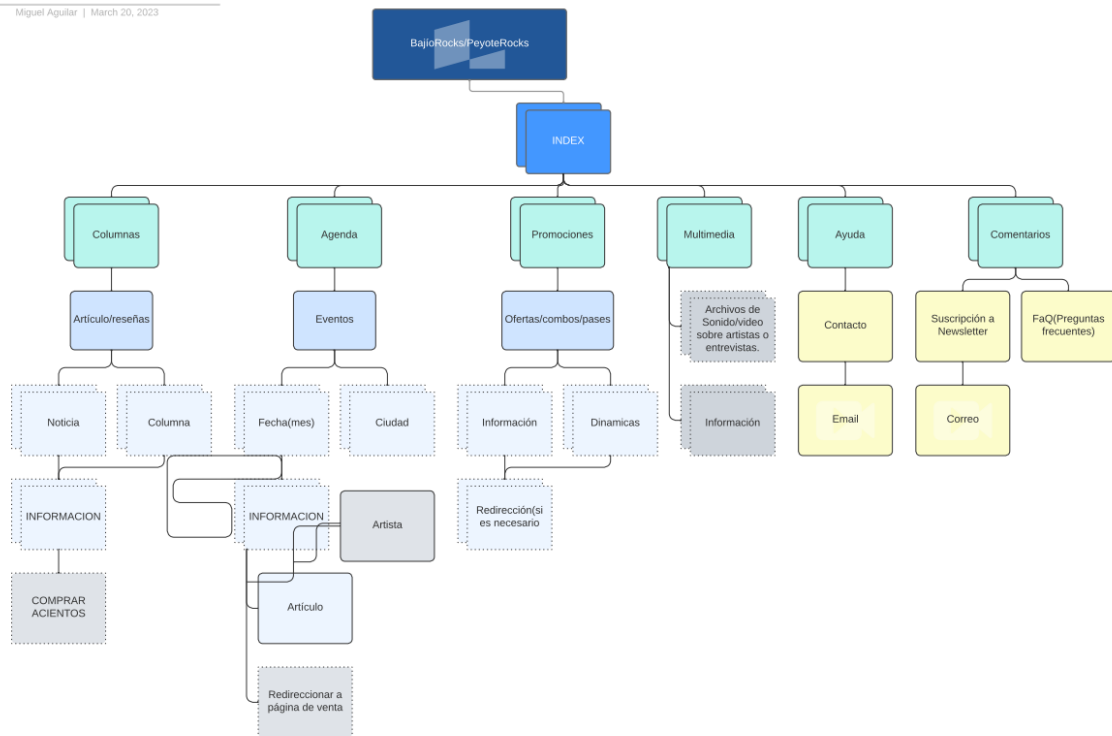 Miguel Aguilar | March 20, 2023
BajíoRocks/PeyoteRocks
INDEX
Columnas
Agenda
Promociones
Multimedia
Ayuda
Comentarios
Artículo/reseñas
Eventos
Ofertas/combos/pases
Archivos de
Sonido/video
sobre artistas o
entrevistas.
Contacto
Suscripción a
Newsletter
FaQ(Preguntas
frecuentes)
Noticia
Columna
Fecha(mes)
Ciudad
Información
Dinamicas
Información
Email
Correo
INFORMACION
INFORMACION
Artista
Redirección(si
es necesario
COMPRAR
ACIENTOS
Artículo
Redireccionar a
página de venta